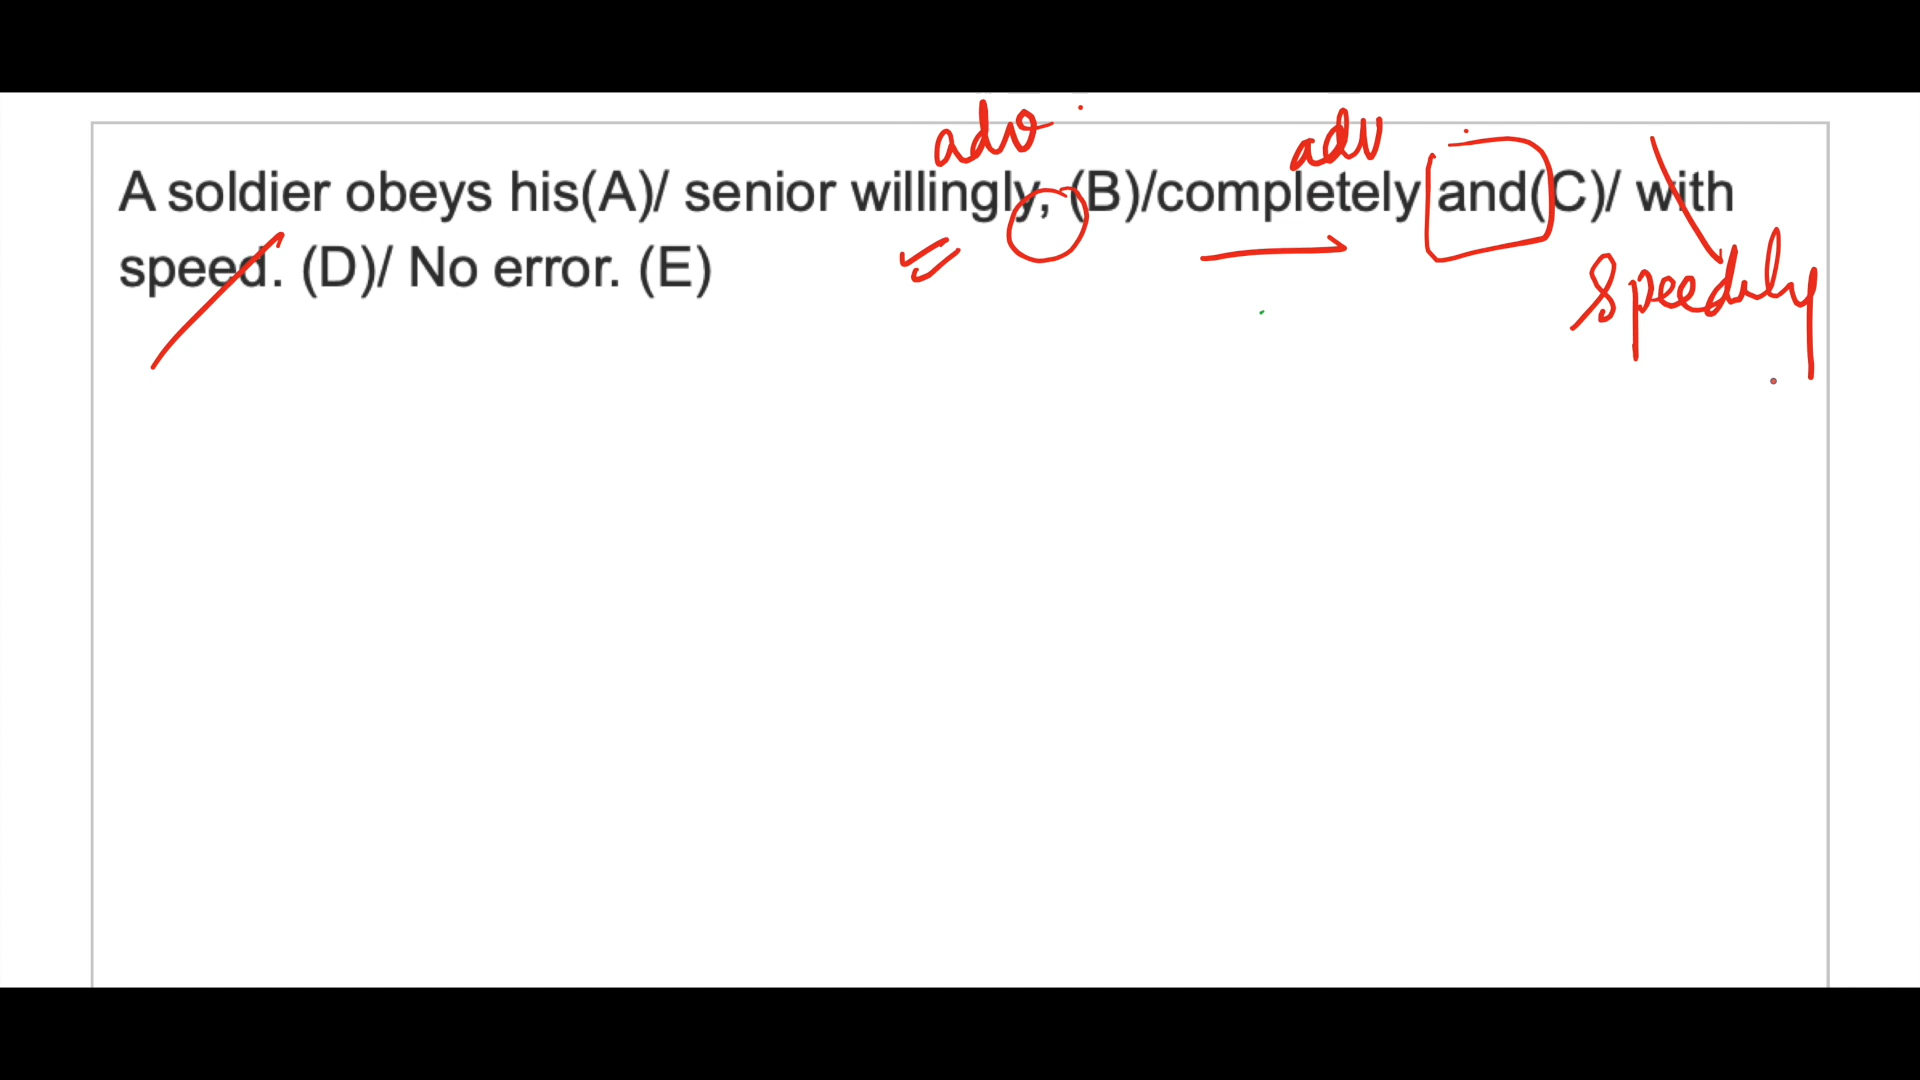 adv adv
A soldier obeys his(A)/ senior willingly, (B)/completely and(C)/ with
speed. (D)/ No error. (E)
Speedily